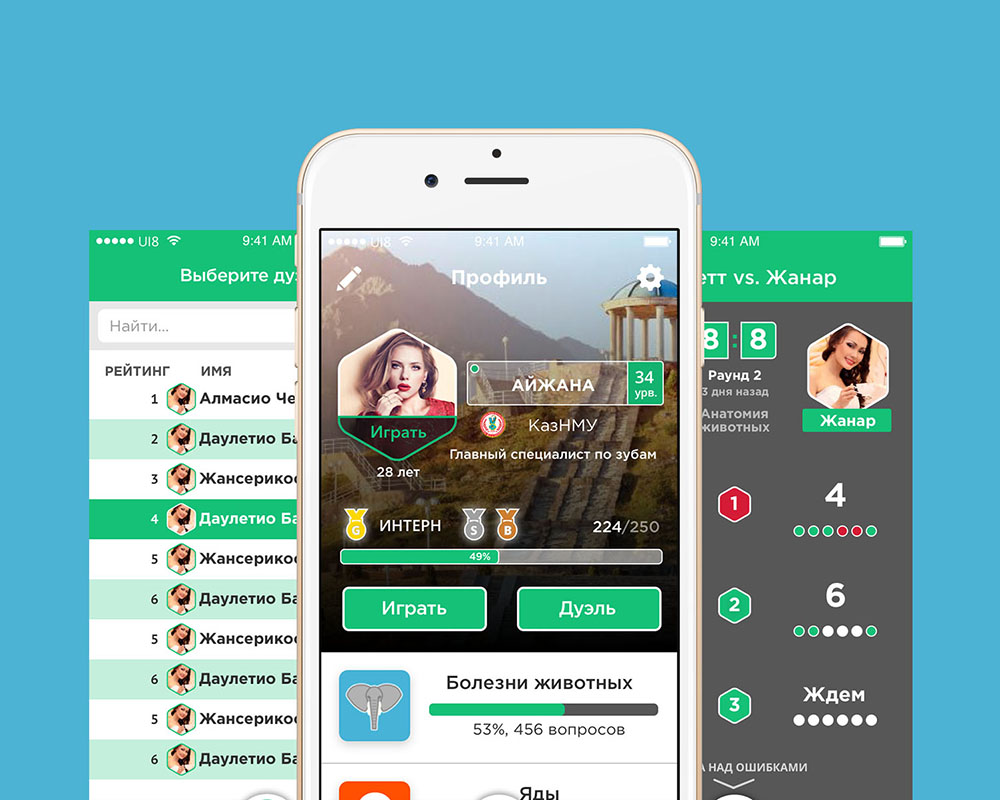 UI8 9:41 AM
Выберите дуэ
Найти...
РЕЙТИНГ ИМЯ
1 Алмасио Че
2 Даулетио Ба
3 Жансерикос
4 Даулетио Ба
5 Жансерикос
6 Даулетио Ба
5 Жансерикос
6 Даулетио Ба
5 Жансерикос
6 Даулетио Ба
UI8 9:41 AM
Профиль
Играть
28 лет
АЙЖАНА
34
урв.
КазНМУ
Главный специалист по зубам
G ИНТЕРН S B 224/250
49%
Играть Дуэль
Болезни животных
53%, 456 вопросов
Яды
9:41 AM
етт vs. Жанар
8 : 8
Раунд 2
3 дня назад
Анатомия
животных
Жанар
1 4
2 6
3 Ждем
А НАД ОШИБКАМИ